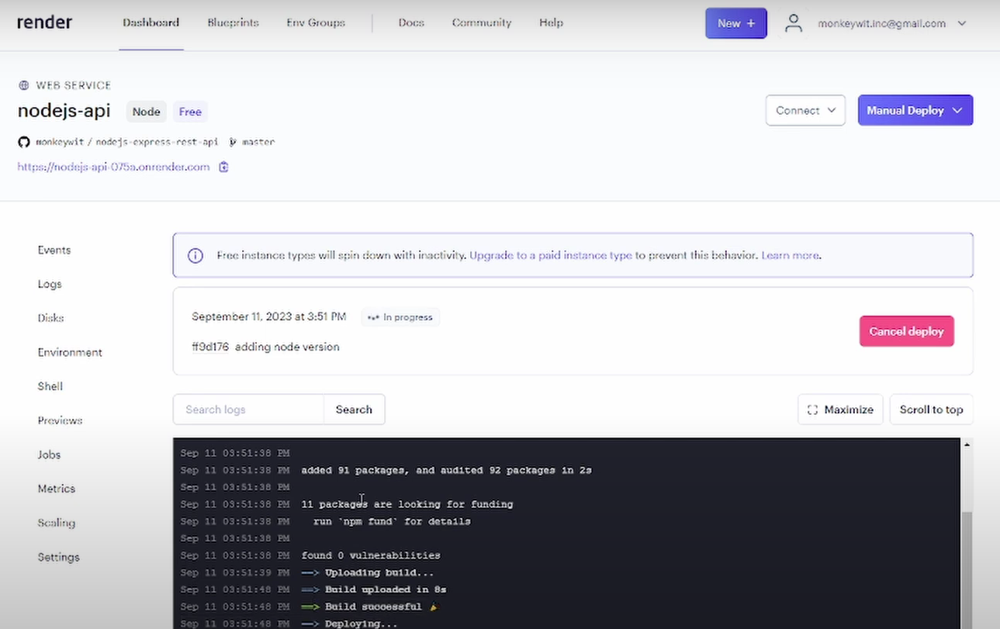 render Dashboard Blueprints Env Groups Docs Community Help New + monkeywit.inc@gmail.com
WEB SERVICE
nodejs-api Node Free Connect Manual Deploy
monkeywit / nodejs-express-rest-api master
https://nodejs-api-075a.onrender.com
Events
Logs
Disks
Environment
Shell
Previews
Jobs
Metrics
Scaling
Settings
Free instance types will spin down with inactivity. Upgrade to a paid instance type to prevent this behavior. Learn more.
September 11, 2023 at 3:51 PM In progress
ff9d176 adding node version
Cancel deploy
Search logs Search Maximize Scroll to top
Sep 11 03:51:38 PM
Sep 11 03:51:38 PM added 91 packages, and audited 92 packages in 2s
Sep 11 03:51:38 PM
Sep 11 03:51:38 PM 11 packages are looking for funding
Sep 11 03:51:38 PM run `npm fund` for details
Sep 11 03:51:38 PM
Sep 11 03:51:38 PM found 0 vulnerabilities
Sep 11 03:51:39 PM ==> Uploading build...
Sep 11 03:51:48 PM ==> Build uploaded in 8s
Sep 11 03:51:48 PM ==> Build successful 🎉
Sep 11 03:51:48 PM ==> Deploying...